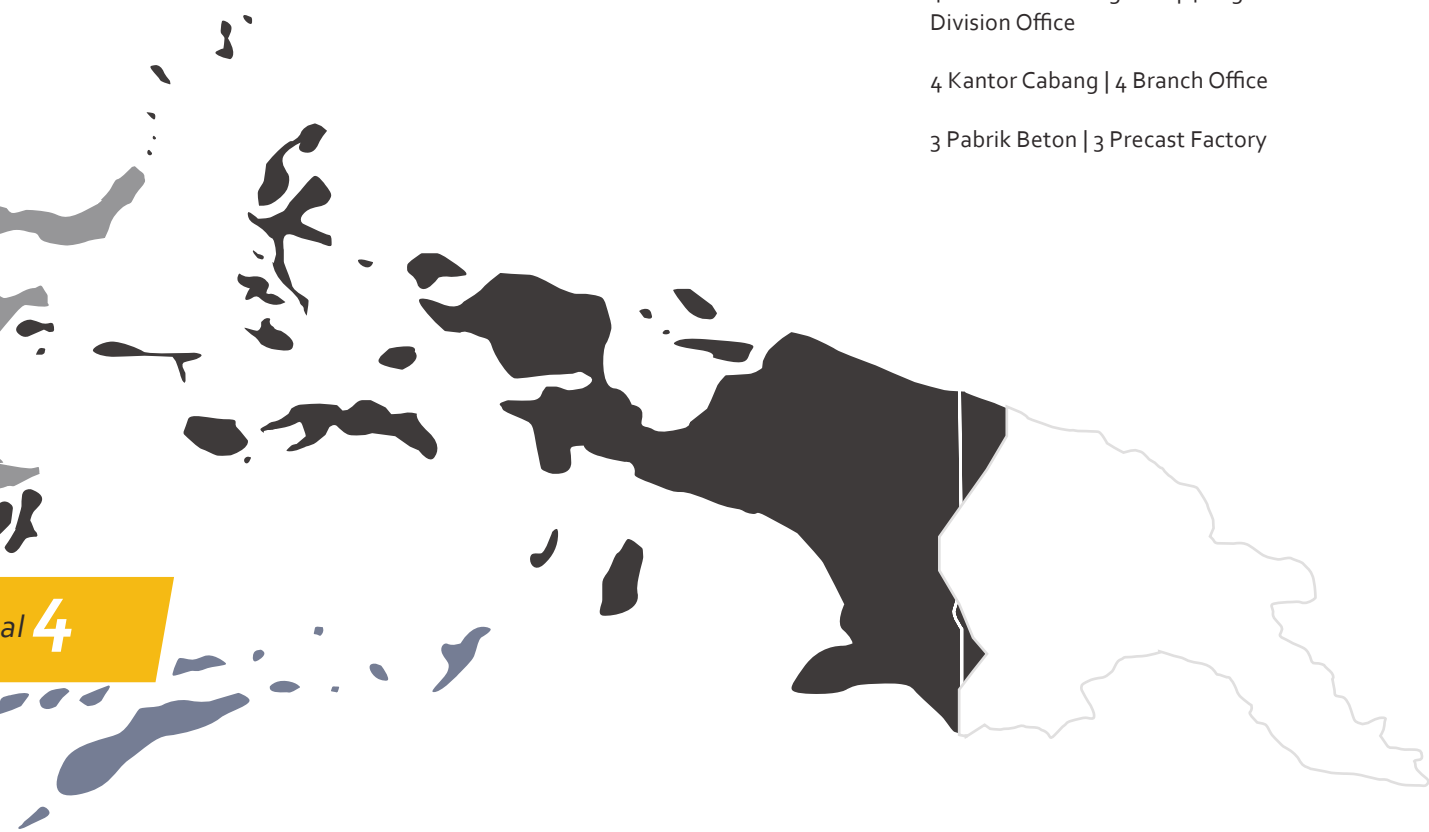 Division Office
4 Kantor Cabang | 4 Branch Office
3 Pabrik Beton | 3 Precast Factory
al 4